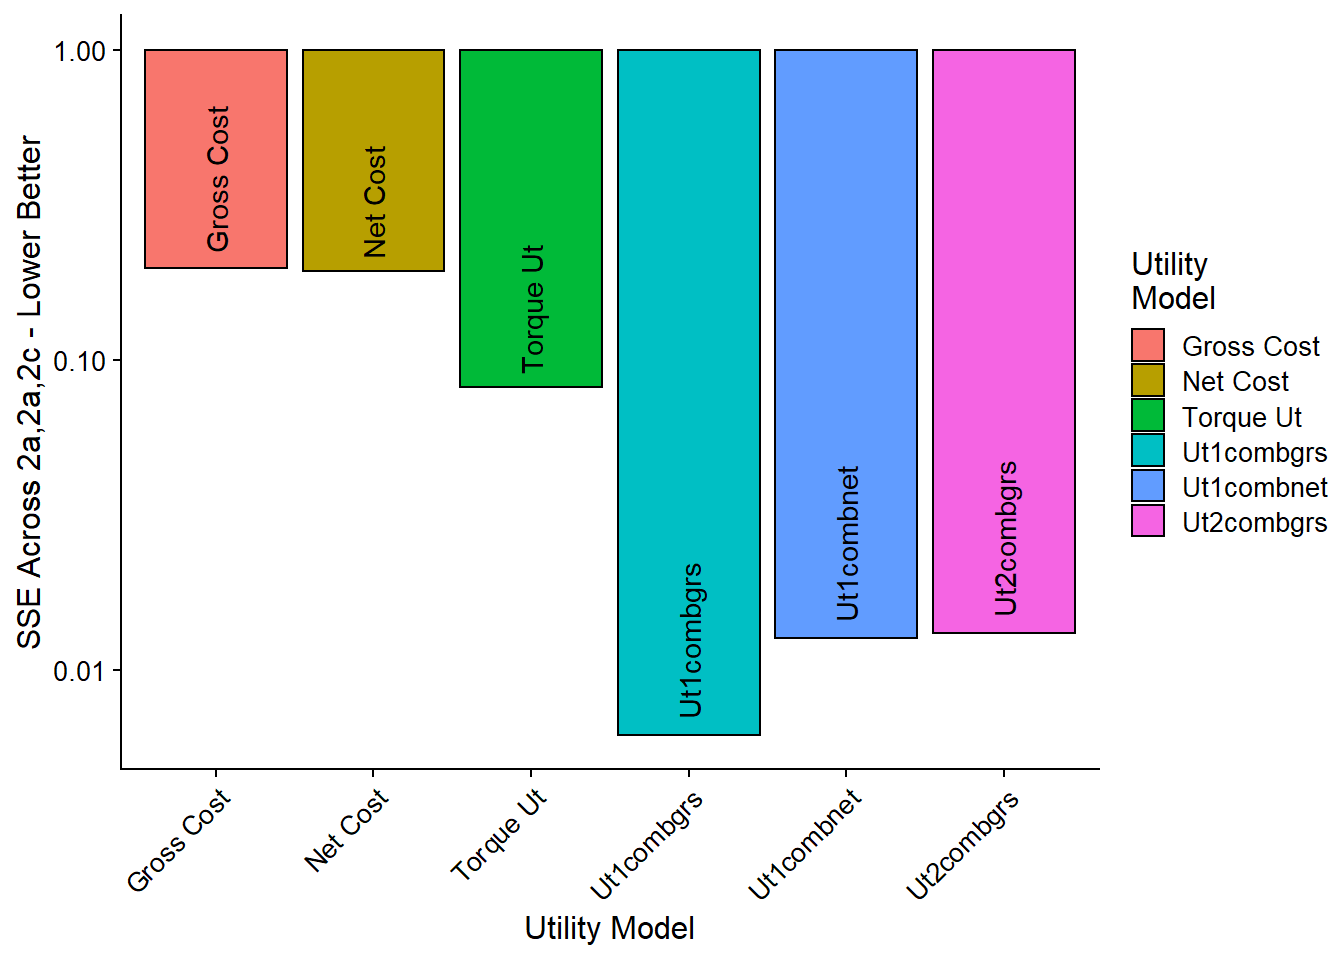 SSE Across 2a,2a,2c - Lower Better
1.00
0.10
0.01
Gross Cost
Net Cost
Torque Ut
Ut1combgrs
Ut1combnet
Ut2combgrs
Gross Cost
Net Cost
Torque Ut
Ut1combgrs
Ut1combnet
Ut2combgrs
Utility Model
Utility
Model
Gross Cost
Net Cost
Torque Ut
Ut1combgrs
Ut1combnet
Ut2combgrs